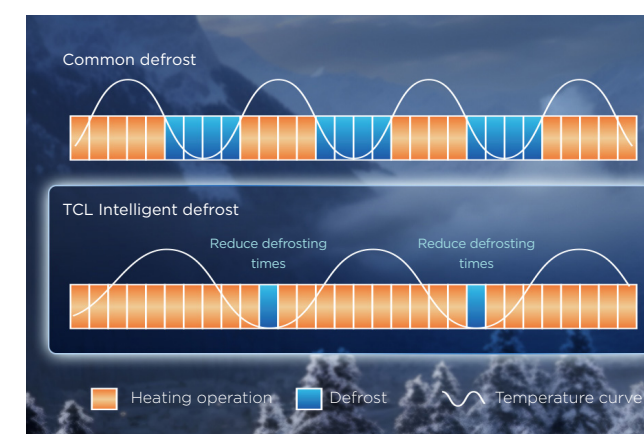 Common defrost
TCL Intelligent defrost
Reduce defrosting
times
Reduce defrosting
times
Heating operation
Defrost
Temperature curve